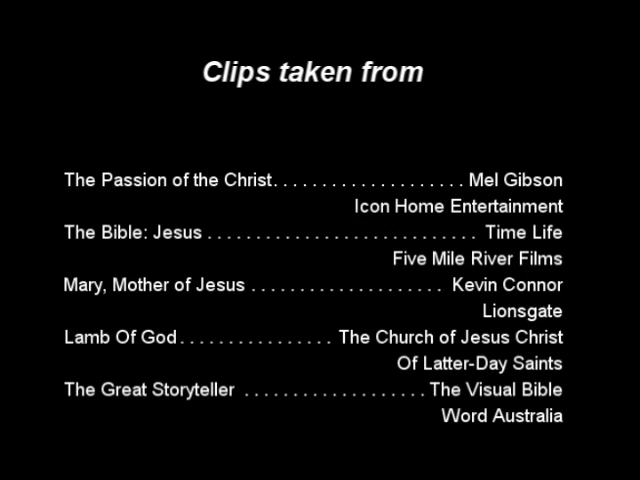 Clips taken from
The Passion of the Christ. . . . . . . . . . . . . . . . . . . . Mel Gibson
Icon Home Entertainment
The Bible: Jesus . . . . . . . . . . . . . . . . . . . . . . . . . . . . Time Life
Five Mile River Films
Mary, Mother of Jesus . . . . . . . . . . . . . . . . . . . . Kevin Connor
Lionsgate
Lamb Of God . . . . . . . . . . . . . . . . The Church of Jesus Christ
Of Latter-Day Saints
The Great Storyteller . . . . . . . . . . . . . . . . . . . The Visual Bible
Word Australia